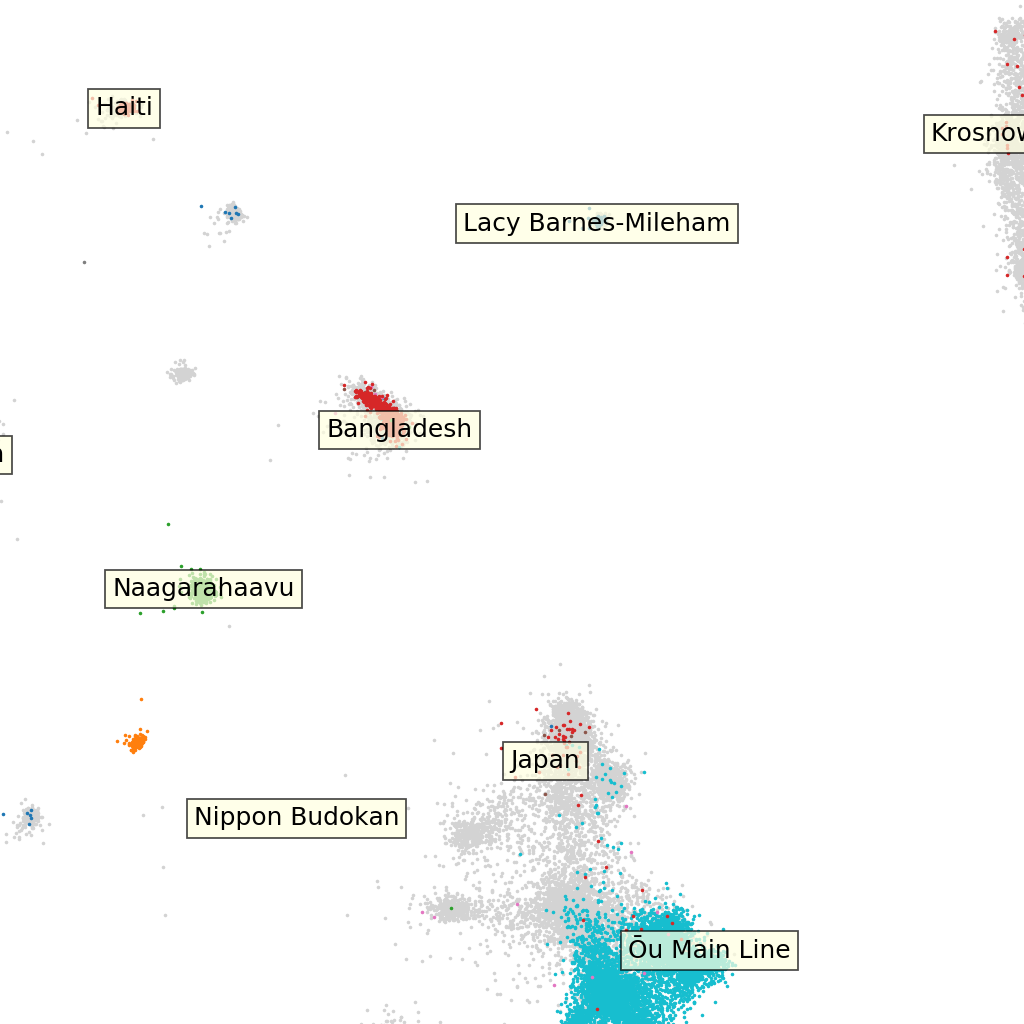 Haiti
Krosnow
Lacy Barnes-Mileham
Bangladesh
Naagarahaavu
Japan
Nippon Budokan
Ōu Main Line